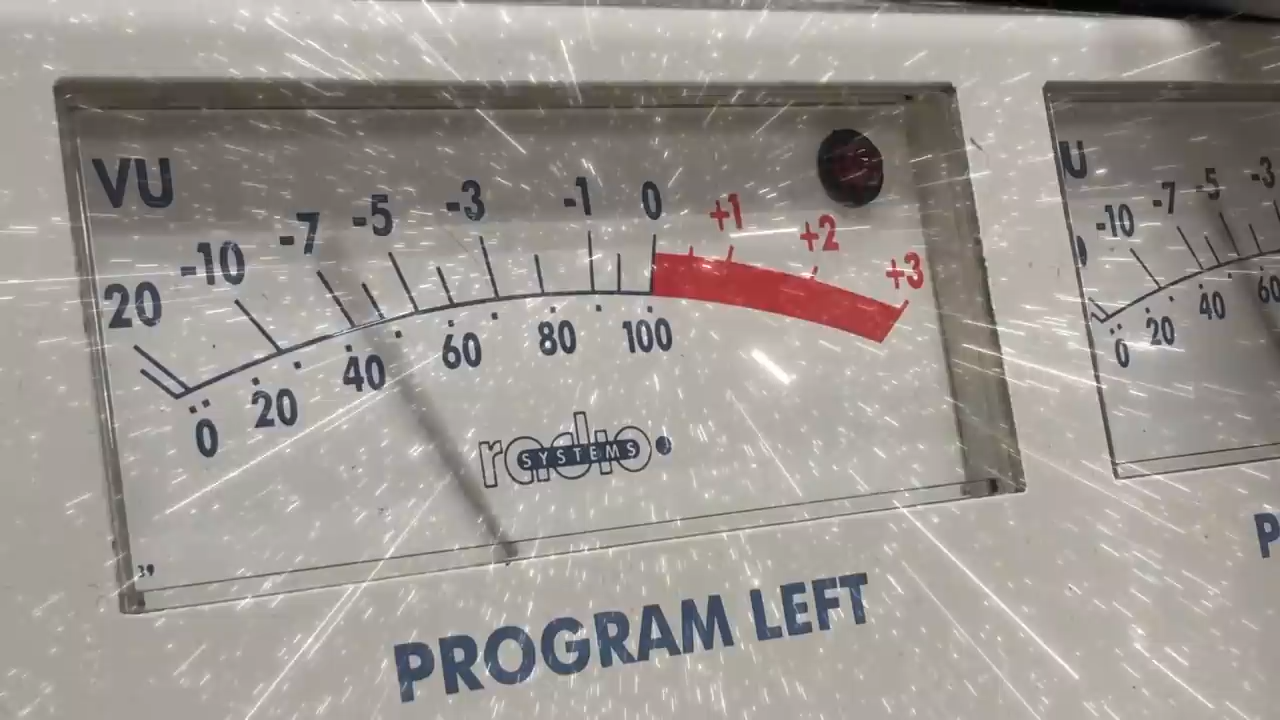 VU
20 -10 -7 -5 -3 -1 0 +1 +2 +3
0 20 40 60 80 100
radio
SYSTEMS
39
PROGRAM LEFT
U
-10 -7 -5 -3
0 20 40 60
P